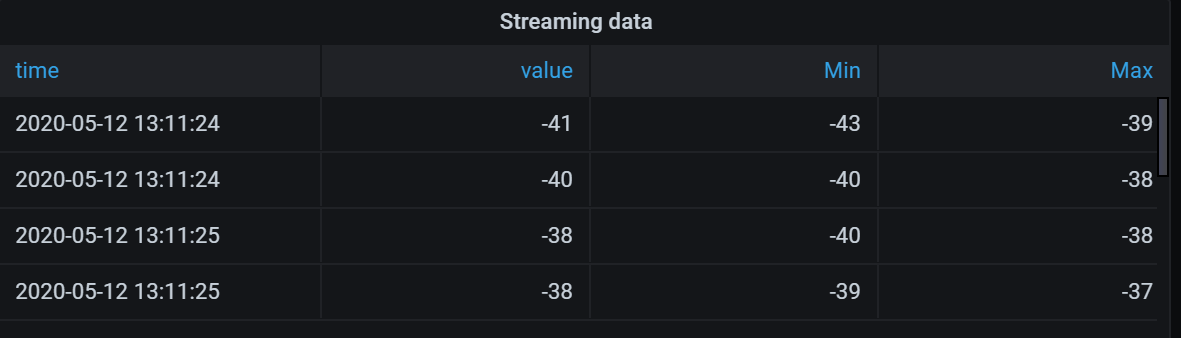 Streaming data
time value Min Max
2020-05-12 13:11:24 -41 -43 -39
2020-05-12 13:11:24 -40 -40 -38
2020-05-12 13:11:25 -38 -40 -38
2020-05-12 13:11:25 -38 -39 -37